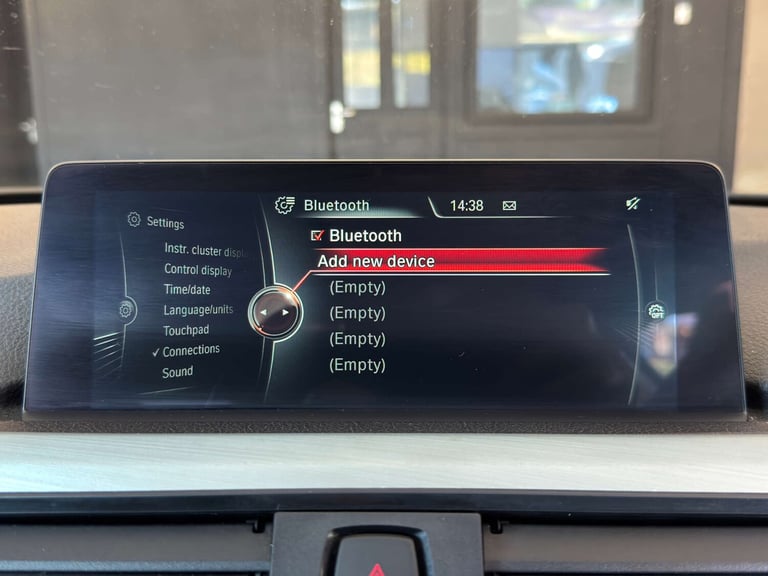 Settings
Instr. cluster displ
Control display
Time/date
Language/units
Touchpad
Connections
Sound
Bluetooth
14:38
Bluetooth
Add new device
(Empty)
(Empty)
(Empty)
(Empty)
OPT